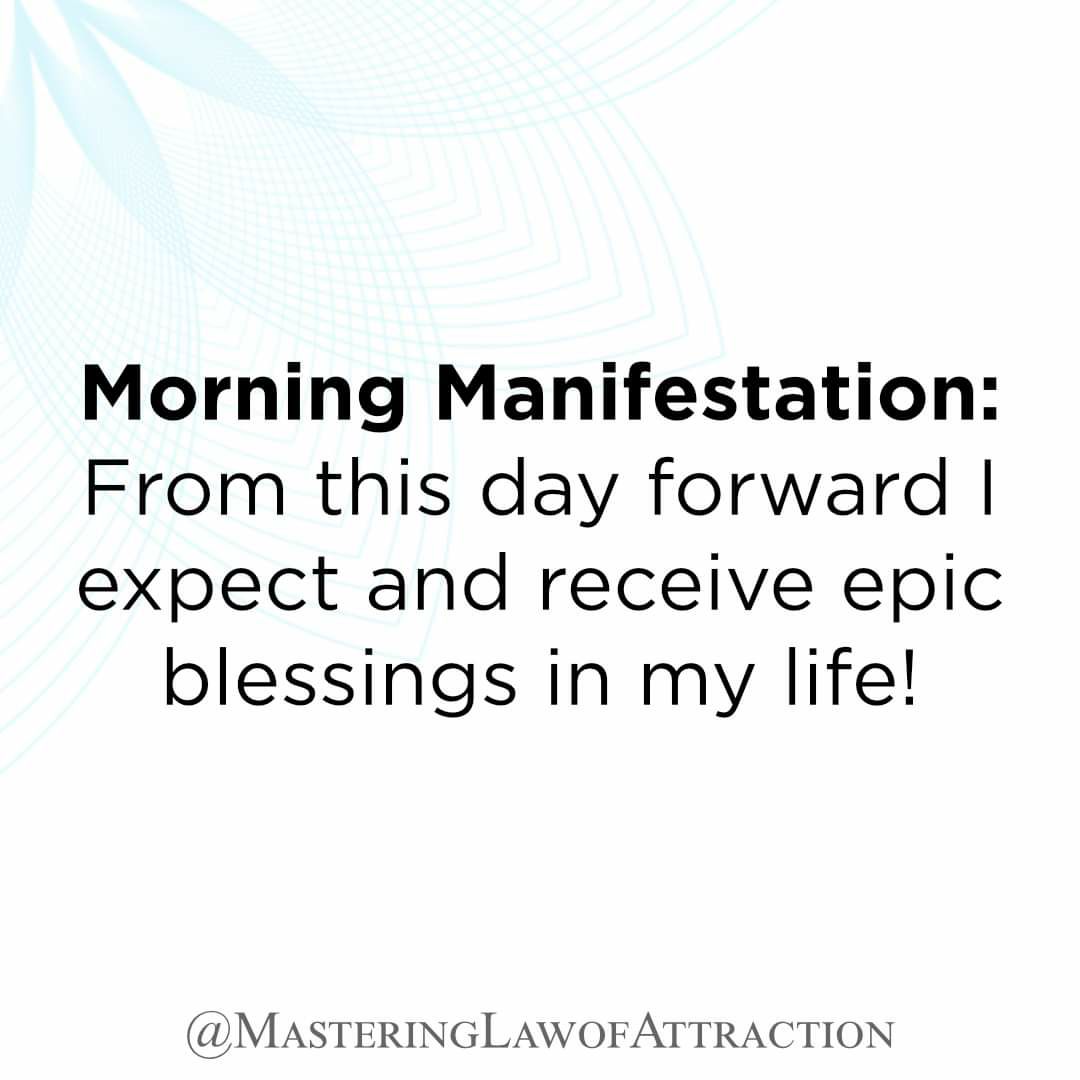 Morning Manifestation:
From this day forward I
expect and receive epic
blessings in my life!
@MasteringLawofAttraction